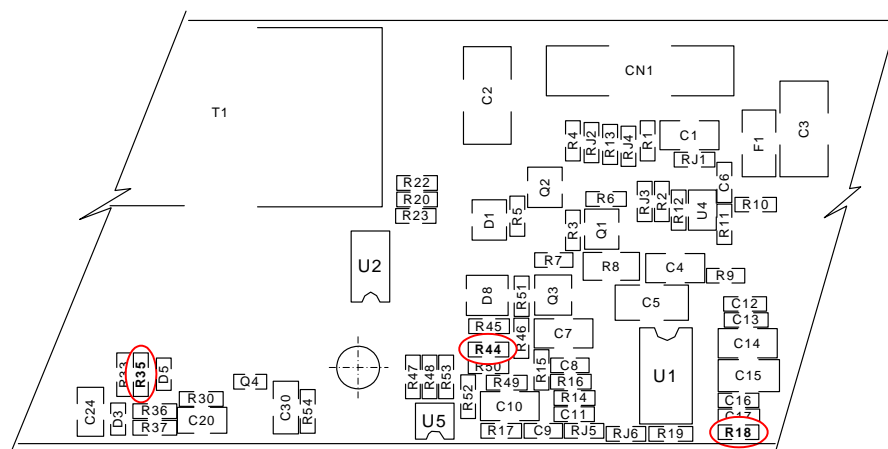 T1
C2
CN1
C3
F1
R4
RJ2
R13
RJ4
R1
C1
RJ1
C6
R22
R20
R23
Q2
D1
R5
R6
R3
Q1
RJ3
R2
R12
U4
R11
R10
U2
R7
R8
C4
R9
D8
R51
Q3
C5
C12
C13
R45
R46
C7
C14
R44
R50
R15
C8
U1
C15
R33
R35
D5
R47
R48
R53
R49
R16
Q4
R52
R14
C16
C24
D3
R36
R30
C20
C30
R54
C10
C11
C17
R37
U5
R17
C9
RJ5
RJ6
R19
R18